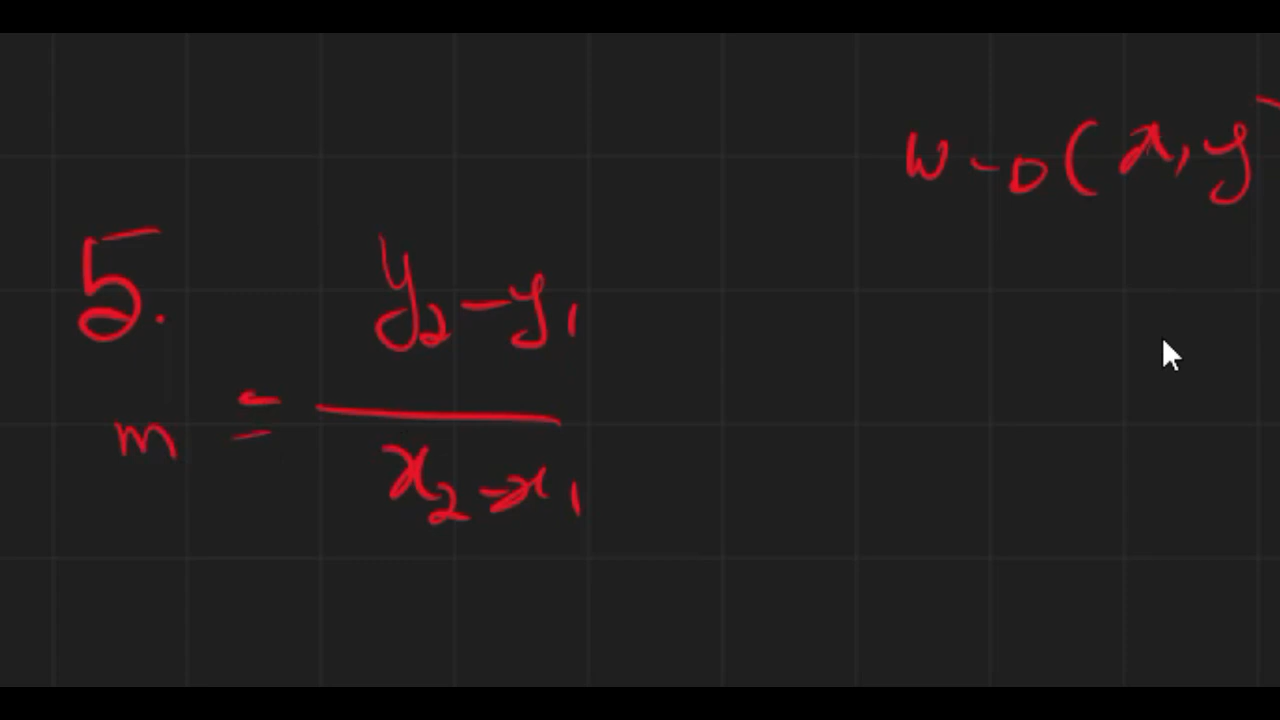 W → (x, y
5.
m = y₂ - y₁ / x₂ - x₁